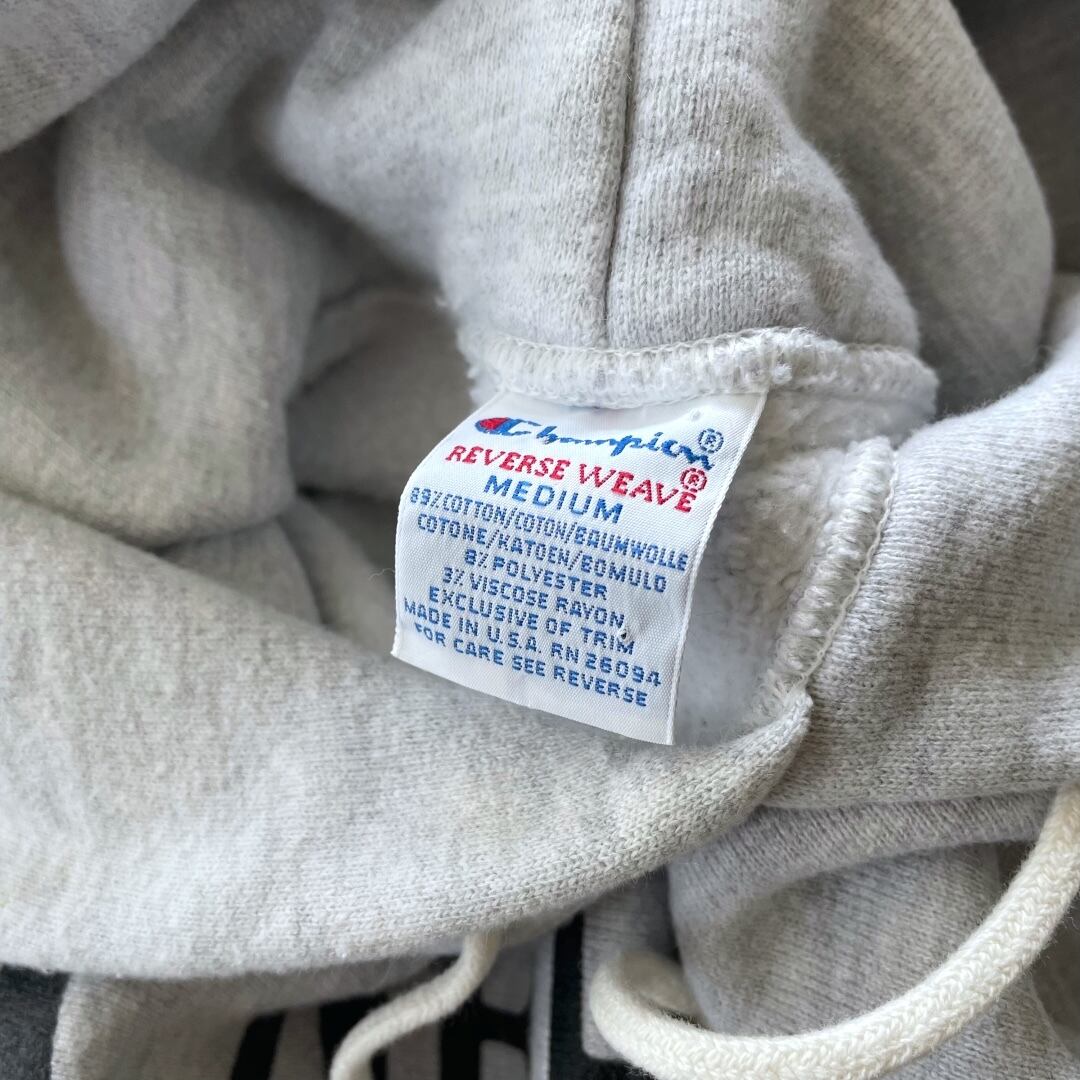 Champion®
REVERSE WEAVE®
MEDIUM
89% COTTON/COTON/BAUMWOLLE
COTONE/KATOEN/BOMULD
8% POLYESTER
3% VISCOSE RAYON
EXCLUSIVE OF TRIM
MADE IN U.S.A. RN 26094
FOR CARE SEE REVERSE